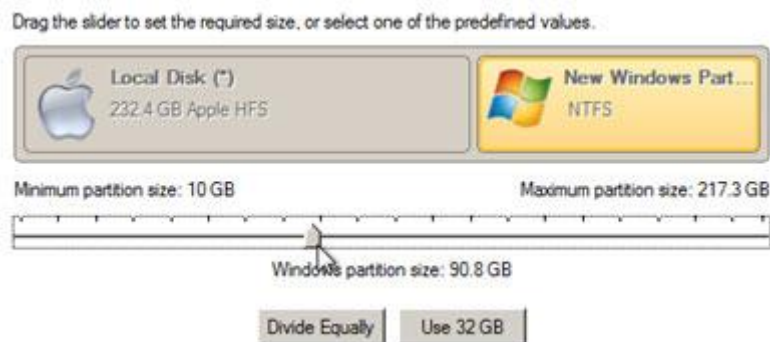 Drag the slider to set the required size, or select one of the predefined values.
Local Disk (*)
232.4 GB Apple HFS
New Windows Part...
NTFS
Minimum partition size: 10 GB
Maximum partition size: 217.3 GB
Windows partition size: 90.8 GB
Divide Equally
Use 32 GB